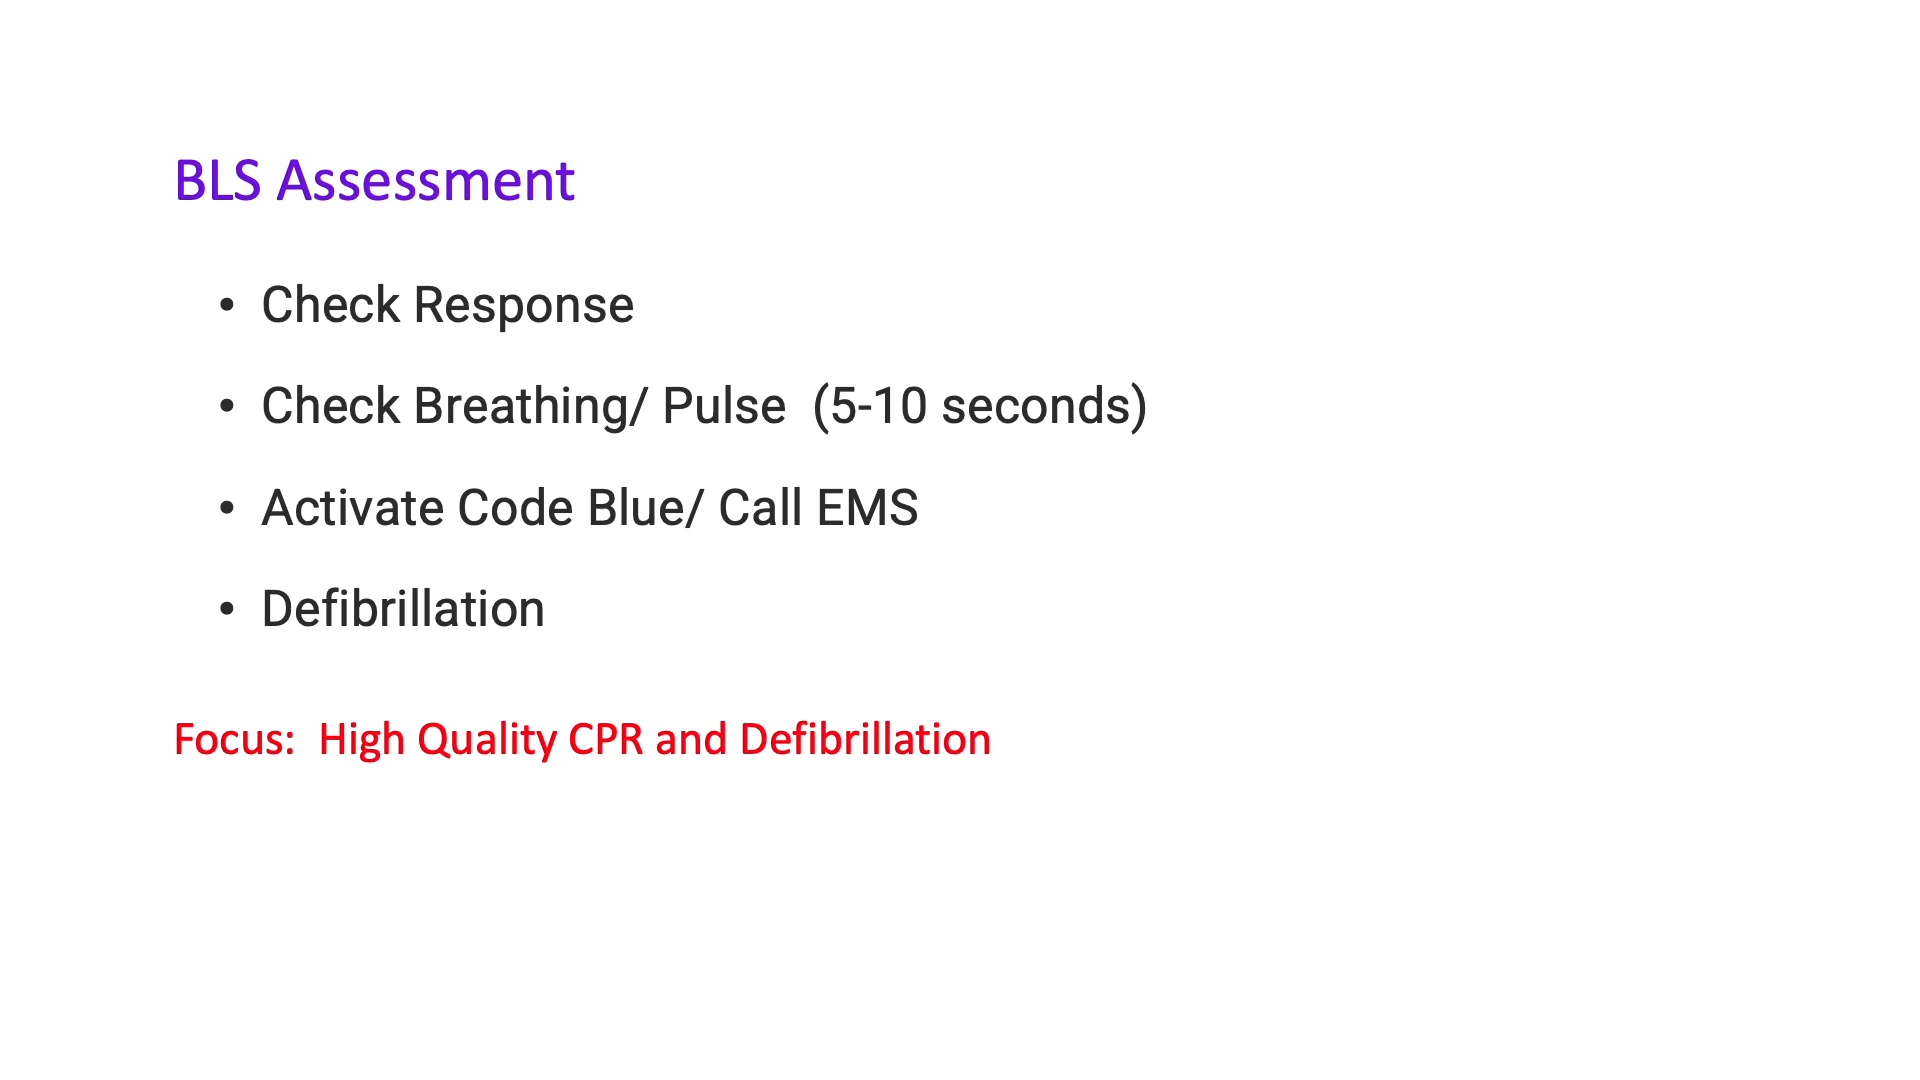 BLS Assessment
• Check Response
• Check Breathing/ Pulse  (5-10 seconds)
• Activate Code Blue/ Call EMS
• Defibrillation
Focus:  High Quality CPR and Defibrillation